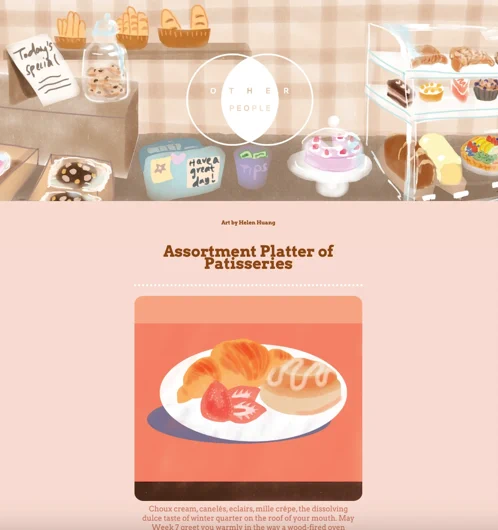 Today's
special
O T H E R
PEOPLE
Have a
great
day!
Tips
Art by Helen Huang
Assortment Platter of
Patisseries
Choux cream, canelés, eclairs, mille crêpe, the dissolving
dulce taste of winter quarter on the roof of your mouth. May
Week 7 greet you warmly in the way a wood-fired oven